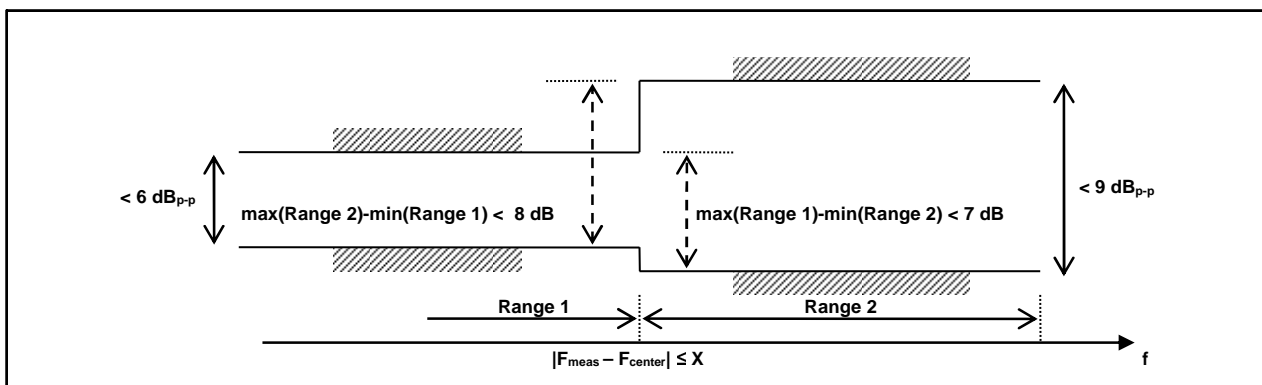 < 6 dBp-p
max(Range 2)-min(Range 1) < 8 dB
max(Range 1)-min(Range 2) < 7 dB
< 9 dBp-p
Range 1
Range 2
|Fmeas – Fcenter| ≤ X
f